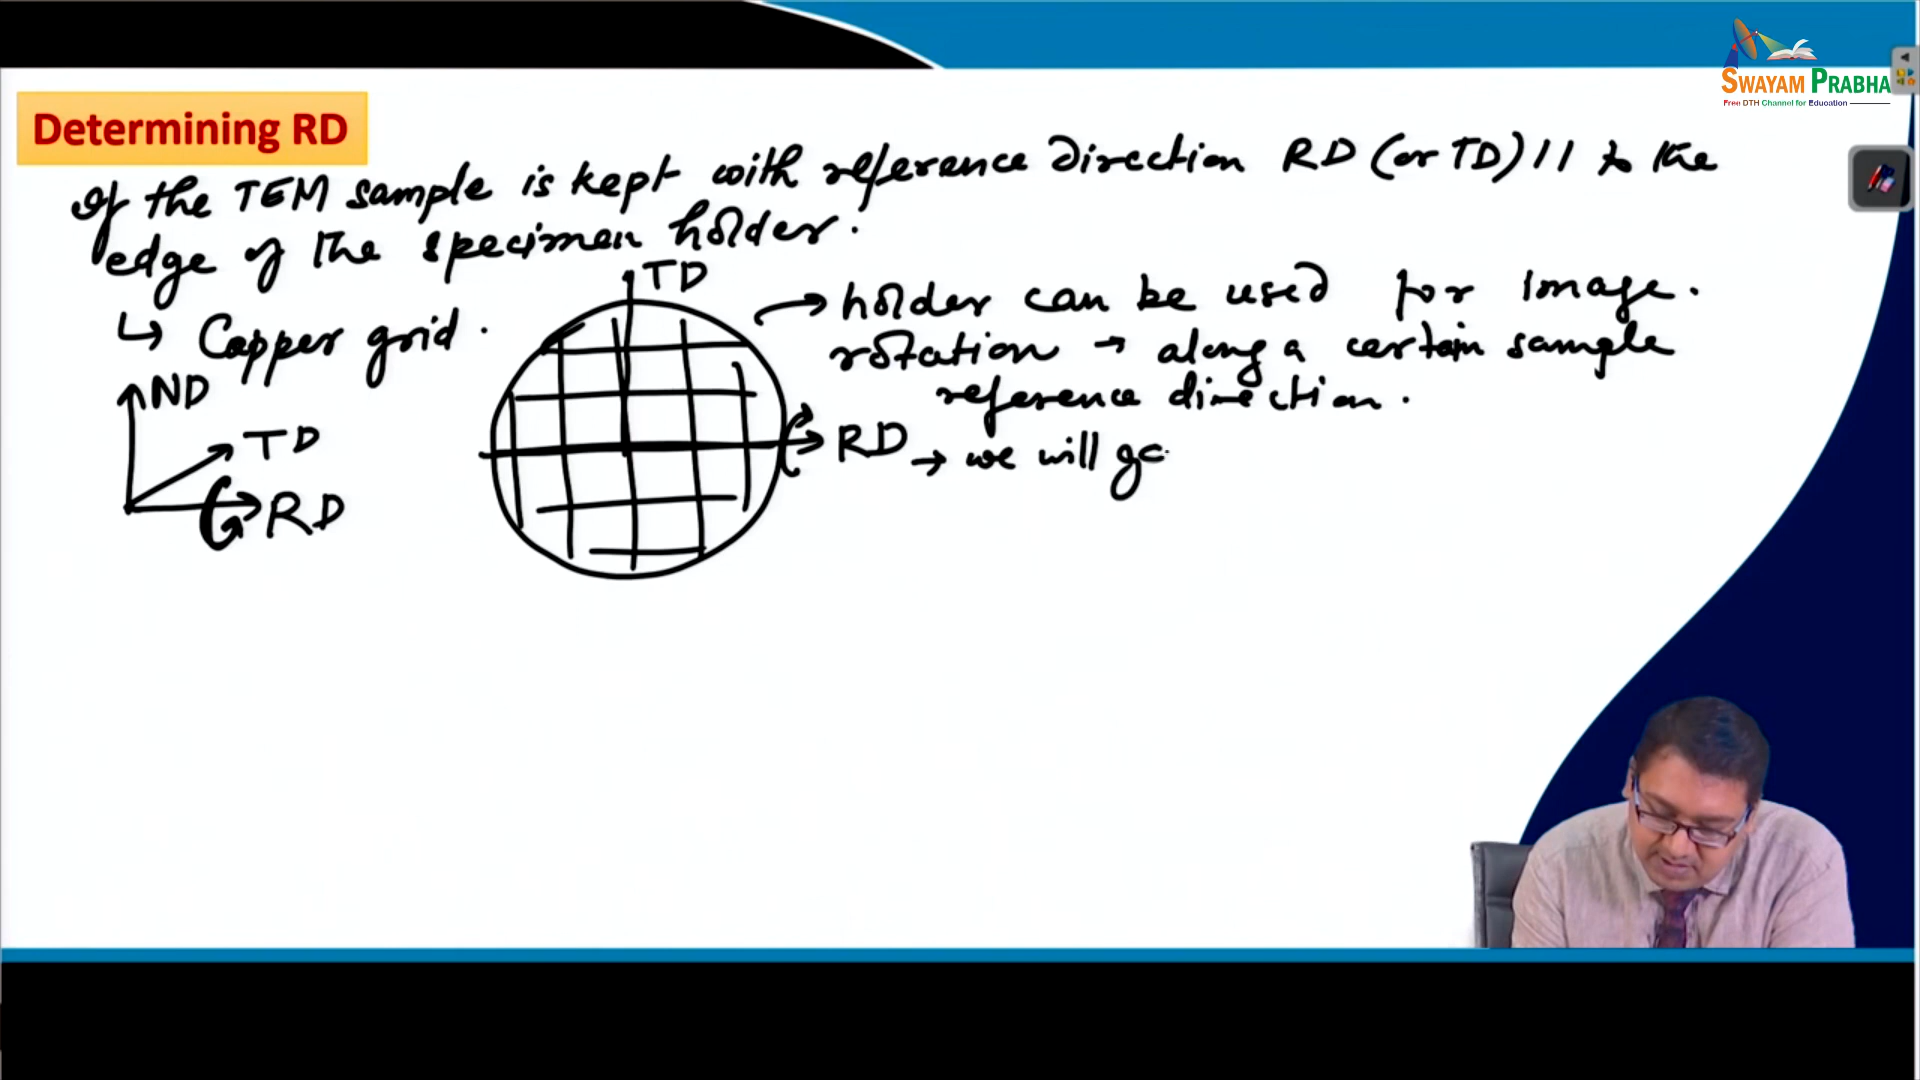 SWAYAM PRABHA
Free DTH Channel for Education
Determining RD
If the TEM sample is kept with reference direction RD (or TD) // to the
edge of the specimen holder.
↳ Copper grid.
TD
→ holder can be used for image.
rotation → along a certain sample
reference direction.
ND
TD
RD
RD → we will go